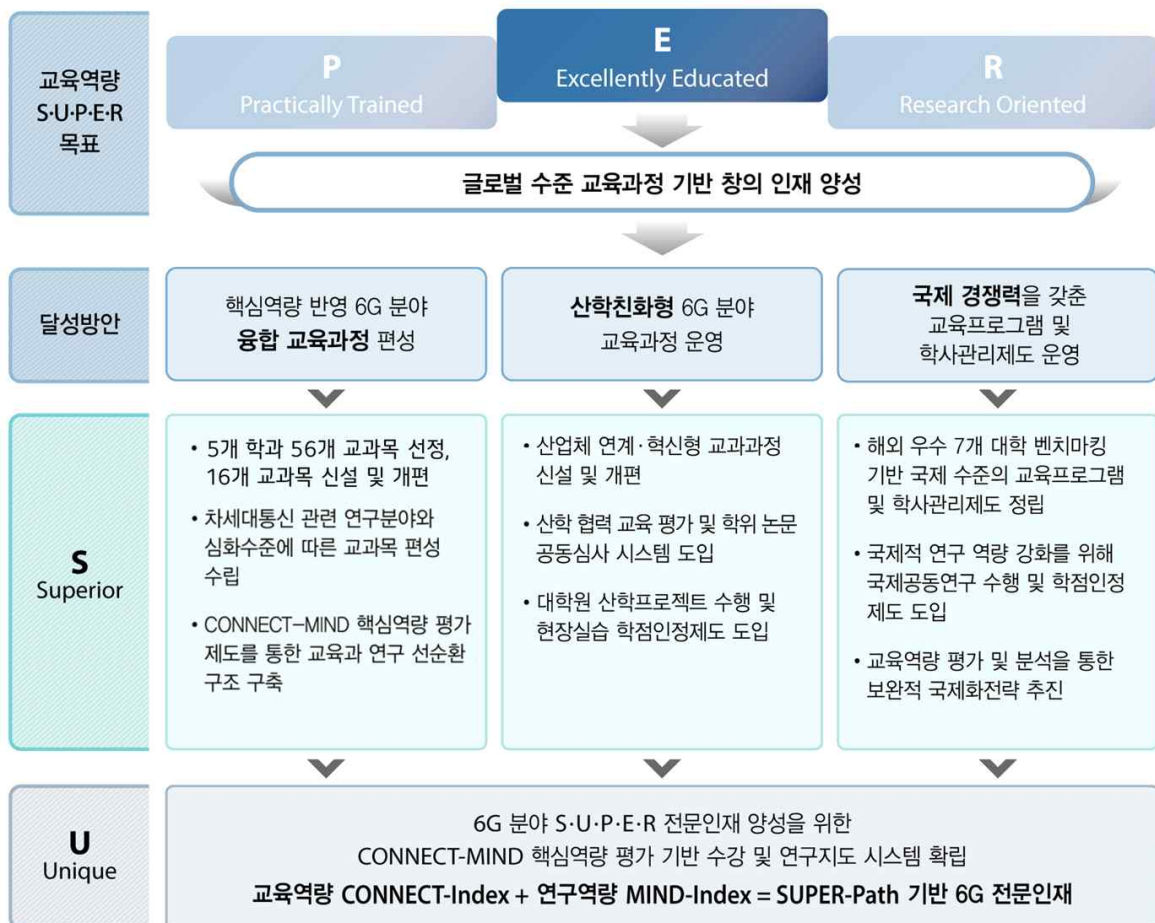 교육역량
S·U·P·E·R
목표
P
Practically Trained
E
Excellently Educated
R
Research Oriented
글로벌 수준 교육과정 기반 창의 인재 양성
달성방안
핵심역량 반영 6G 분야
융합 교육과정 편성
산학친화형 6G 분야
교육과정 운영
국제 경쟁력을 갖춘
교육프로그램 및
학사관리제도 운영
S
Superior
• 5개 학과 56개 교과목 선정,
16개 교과목 신설 및 개편
• 차세대통신 관련 연구분야와
심화수준에 따른 교과목 편성
수립
• CONNECT-MIND 핵심역량 평가
제도를 통한 교육과 연구 선순환
구조 구축
• 산업체 연계·혁신형 교과과정
신설 및 개편
• 산학 협력 교육 평가 및 학위 논문
공동심사 시스템 도입
• 대학원 산학프로젝트 수행 및
현장실습 학점인정제도 도입
• 해외 우수 7개 대학 벤치마킹
기반 국제 수준의 교육프로그램
및 학사관리제도 정립
• 국제적 연구 역량 강화를 위해
국제공동연구 수행 및 학점인정
제도 도입
• 교육역량 평가 및 분석을 통한
보완적 국제화전략 추진
U
Unique
6G 분야 S·U·P·E·R 전문인재 양성을 위한
CONNECT-MIND 핵심역량 평가 기반 수강 및 연구지도 시스템 확립
교육역량 CONNECT-Index + 연구역량 MIND-Index = SUPER-Path 기반 6G 전문인재